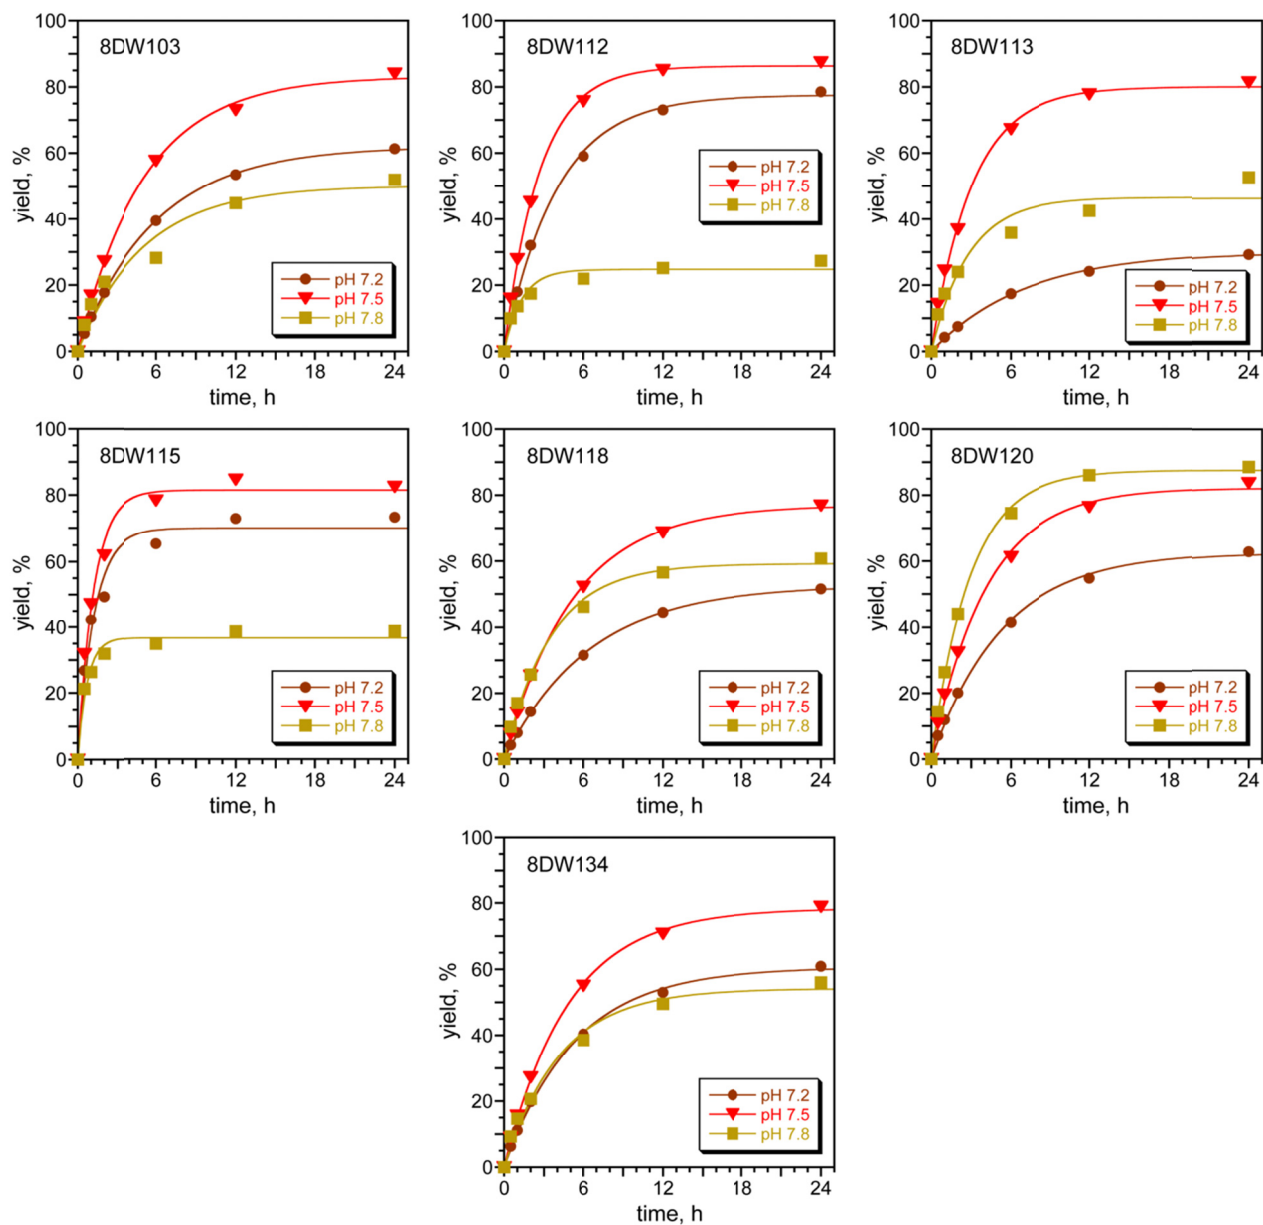 8DW103
yield, %
100
80
60
40
20
0
pH 7.2
pH 7.5
pH 7.8
0 6 12 18 24
time, h
8DW112
yield, %
100
80
60
40
20
0
pH 7.2
pH 7.5
pH 7.8
0 6 12 18 24
time, h
8DW113
yield, %
100
80
60
40
20
0
pH 7.2
pH 7.5
pH 7.8
0 6 12 18 24
time, h
8DW115
yield, %
100
80
60
40
20
0
pH 7.2
pH 7.5
pH 7.8
0 6 12 18 24
time, h
8DW118
yield, %
100
80
60
40
20
0
pH 7.2
pH 7.5
pH 7.8
0 6 12 18 24
time, h
8DW120
yield, %
100
80
60
40
20
0
pH 7.2
pH 7.5
pH 7.8
0 6 12 18 24
time, h
8DW134
yield, %
100
80
60
40
20
0
pH 7.2
pH 7.5
pH 7.8
0 6 12 18 24
time, h